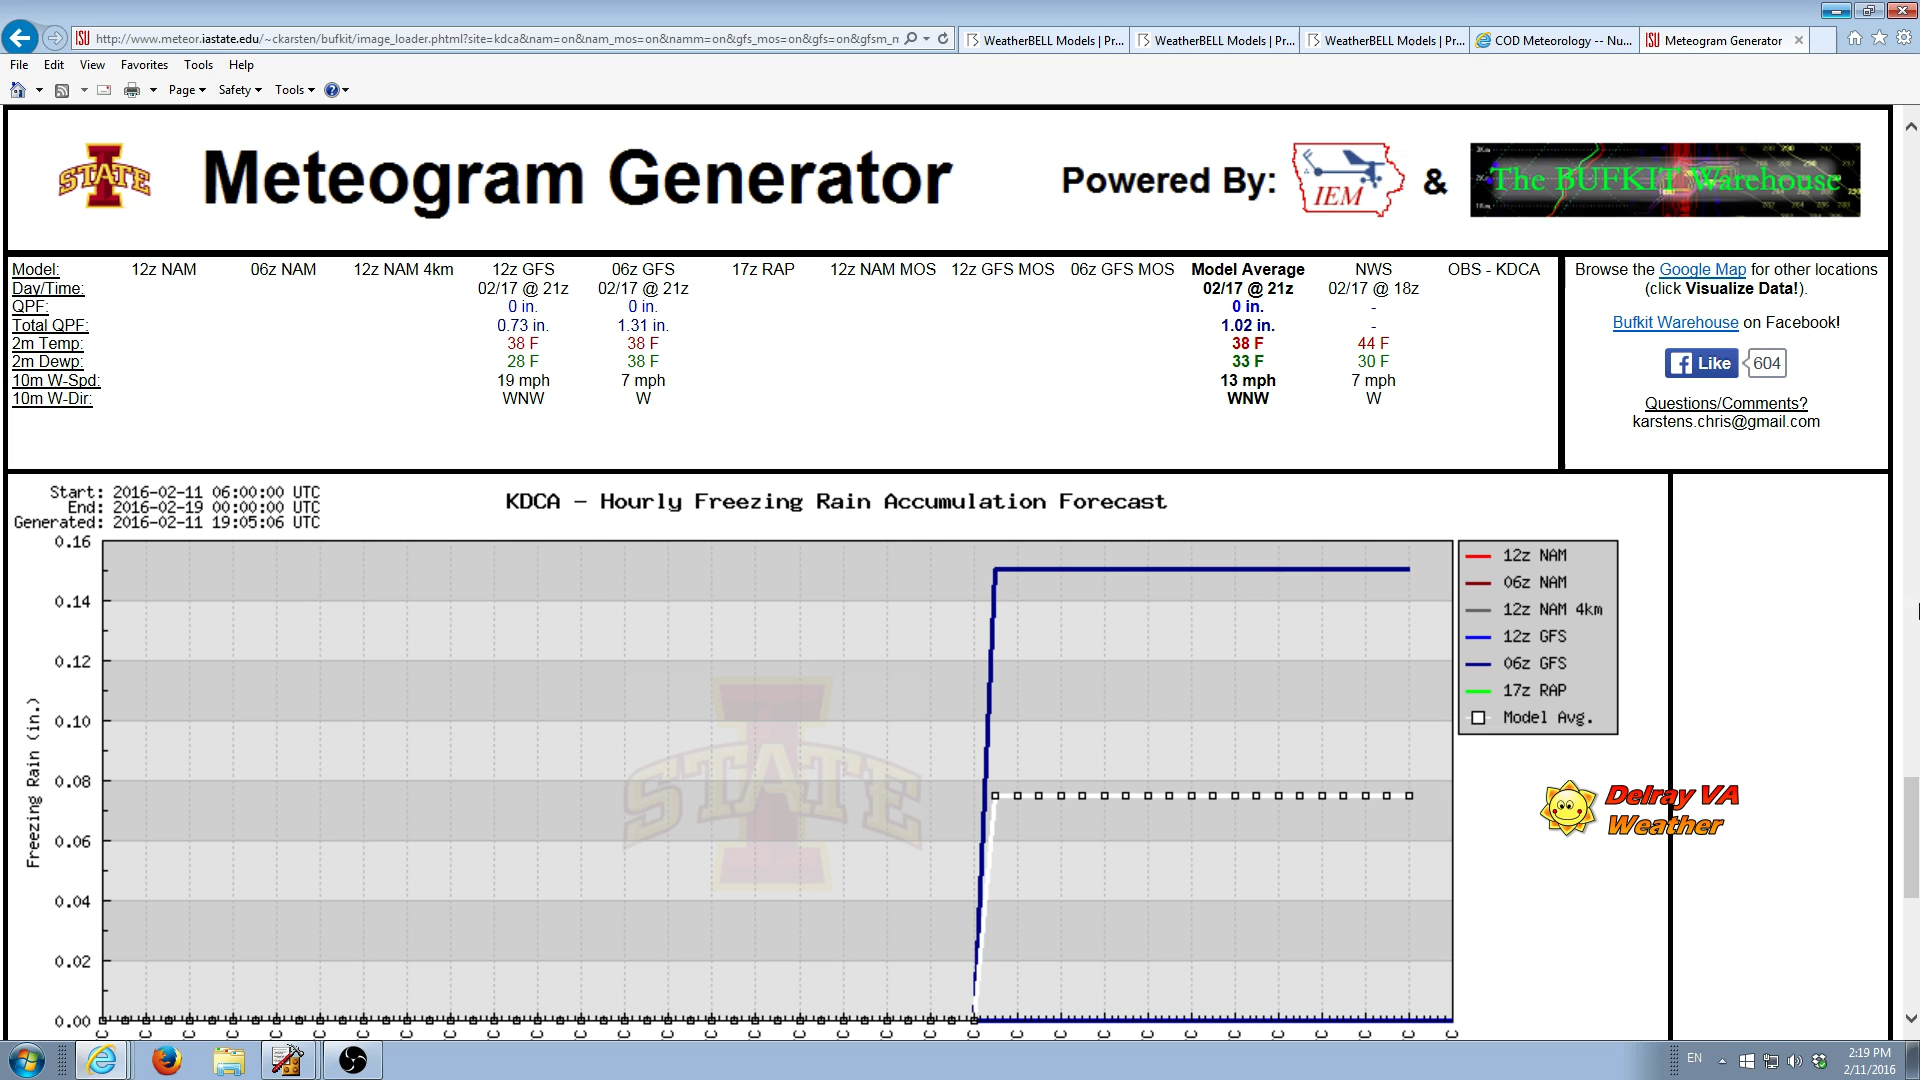 http://www.meteor.iastate.edu/~ckarsten/bufkit/image_loader.phtml?site=kdca&nam=on&nam_mos=on&namm=on&gfs_mos=on&gfs=on&gfsm_n
WeatherBELL Models | Pr...
WeatherBELL Models | Pr...
WeatherBELL Models | Pr...
COD Meteorology -- Nu...
ISU Meteogram Generator
File Edit View Favorites Tools Help
Page Safety Tools
STATE
Meteogram Generator
Powered By:
IEM
&
The BUFKIT Warehouse
Model: 12z NAM 06z NAM 12z NAM 4km 12z GFS 06z GFS 17z RAP 12z NAM MOS 12z GFS MOS 06z GFS MOS Model Average NWS OBS - KDCA
Day/Time: 02/17 @ 21z 02/17 @ 21z 02/17 @ 21z 02/17 @ 18z
QPF: 0 in. 0 in. 0 in. -
Total QPF: 0.73 in. 1.31 in. 1.02 in. -
2m Temp: 38 F 38 F 38 F 44 F
2m Dewp: 28 F 38 F 33 F 30 F
10m W-Spd: 19 mph 7 mph 13 mph 7 mph
10m W-Dir: WNW W WNW W
Browse the Google Map for other locations
(click Visualize Data!).
Bufkit Warehouse on Facebook!
Like 604
Questions/Comments?
karstens.chris@gmail.com
Start: 2016-02-11 06:00:00 UTC
End: 2016-02-19 00:00:00 UTC
Generated: 2016-02-11 19:05:06 UTC
KDCA - Hourly Freezing Rain Accumulation Forecast
Freezing Rain (in.)
0.16
0.14
0.12
0.10
0.08
0.06
0.04
0.02
0.00
STATE
12z NAM
06z NAM
12z NAM 4km
12z GFS
06z GFS
17z RAP
Model Avg.
Delray VA
Weather
EN
2:19 PM
2/11/2016